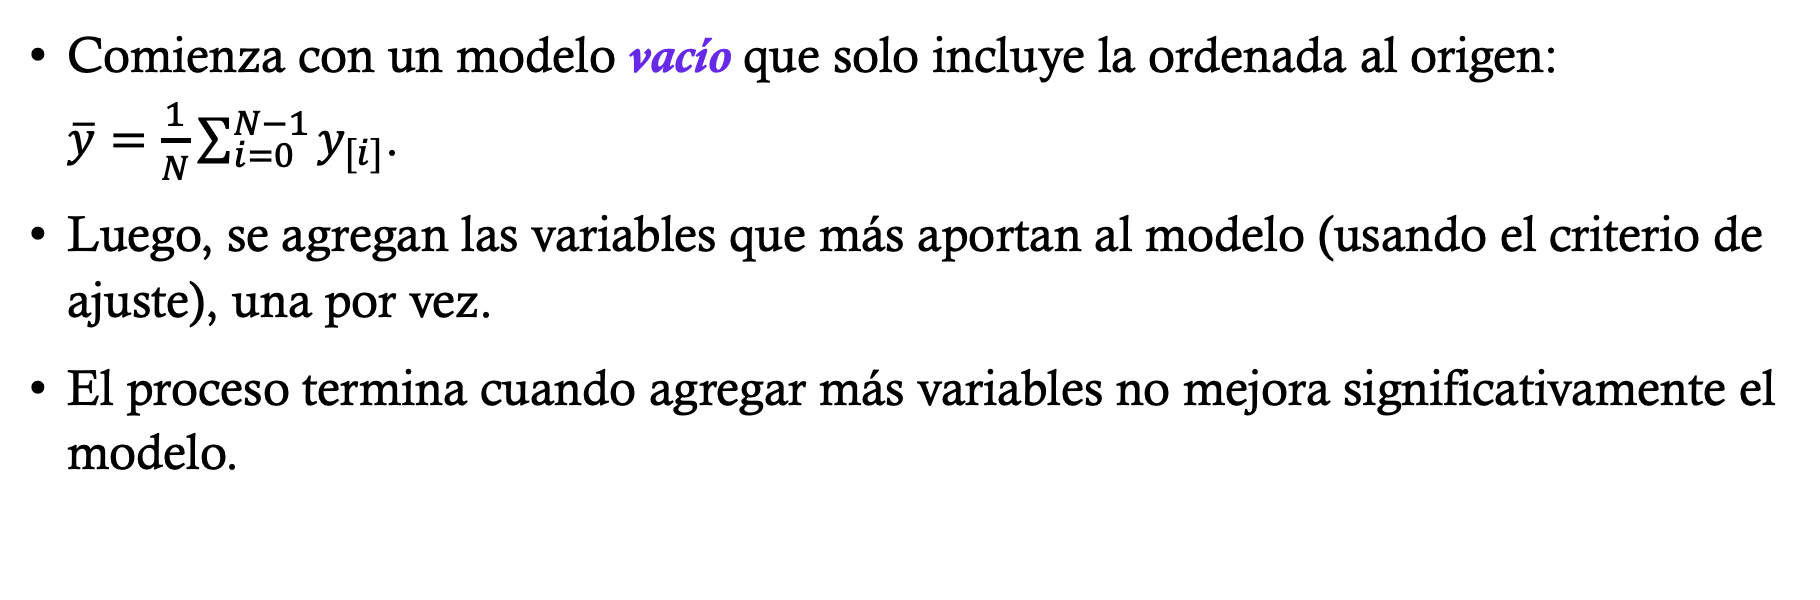 • Comienza con un modelo vacío que solo incluye la ordenada al origen:
ȳ = \frac{1}{N} \sum_{i=0}^{N-1} y_{[i]}.
• Luego, se agregan las variables que más aportan al modelo (usando el criterio de
ajuste), una por vez.
• El proceso termina cuando agregar más variables no mejora significativamente el
modelo.